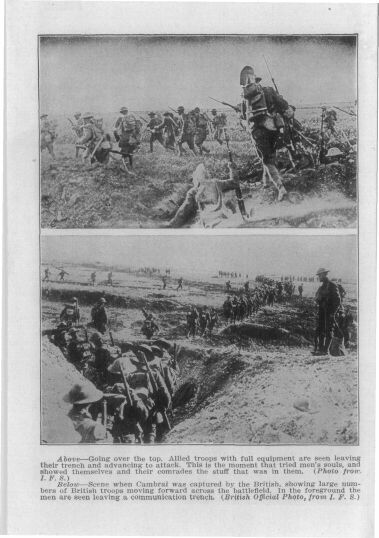 Above—Going over the top. Allied troops with full equipment are seen leaving
their trench and advancing to attack. This is the moment that tried men's souls, and
showed themselves and their comrades the stuff that was in them. (Photo from
I. F. S.)
Below—Scene when Cambrai was captured by the British, showing large num-
bers of British troops moving forward across the battlefield. In the foreground the
men are seen leaving a communication trench. (British Official Photo, from I. F. S.)